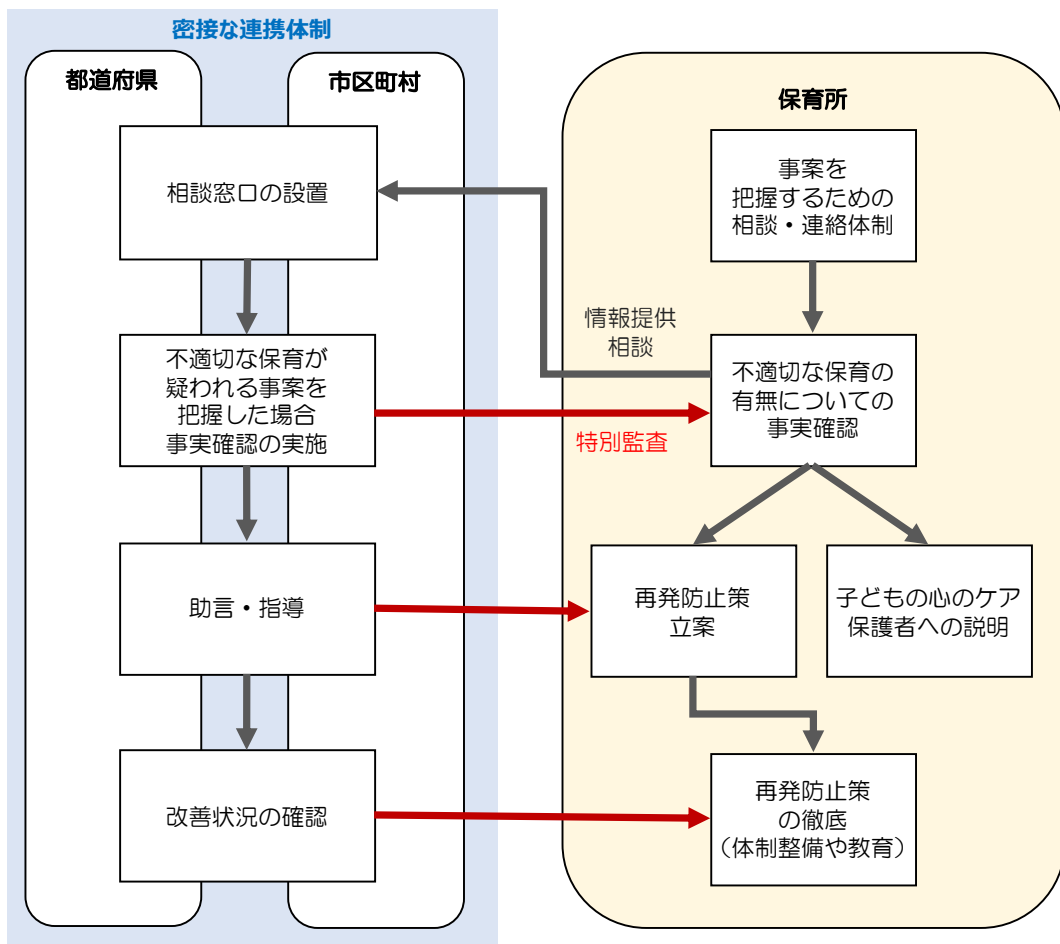 密接な連携体制
都道府県
市区町村
相談窓口の設置
不適切な保育が
疑われる事案を
把握した場合
事実確認の実施
助言・指導
改善状況の確認
情報提供
相談
特別監査
保育所
事案を
把握するための
相談・連絡体制
不適切な保育の
有無についての
事実確認
再発防止策
立案
子どもの心のケア
保護者への説明
再発防止策
の徹底
（体制整備や教育）